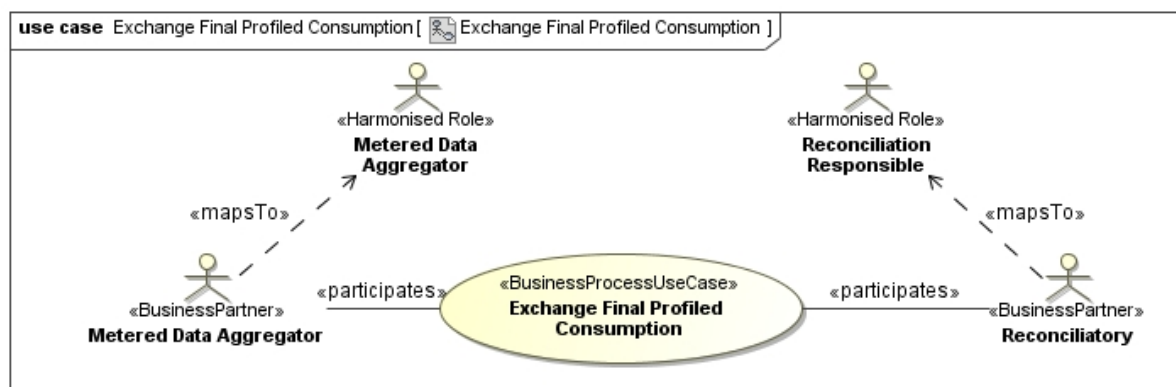 use case Exchange Final Profiled Consumption [ Exchange Final Profiled Consumption ]
«Harmonised Role»
Metered Data
Aggregator
«Harmonised Role»
Reconciliation
Responsible
«mapsTo»
«mapsTo»
«BusinessPartner»
Metered Data Aggregator
«participates»
«BusinessProcessUseCase»
Exchange Final Profiled
Consumption
«participates»
«BusinessPartner»
Reconciliatory